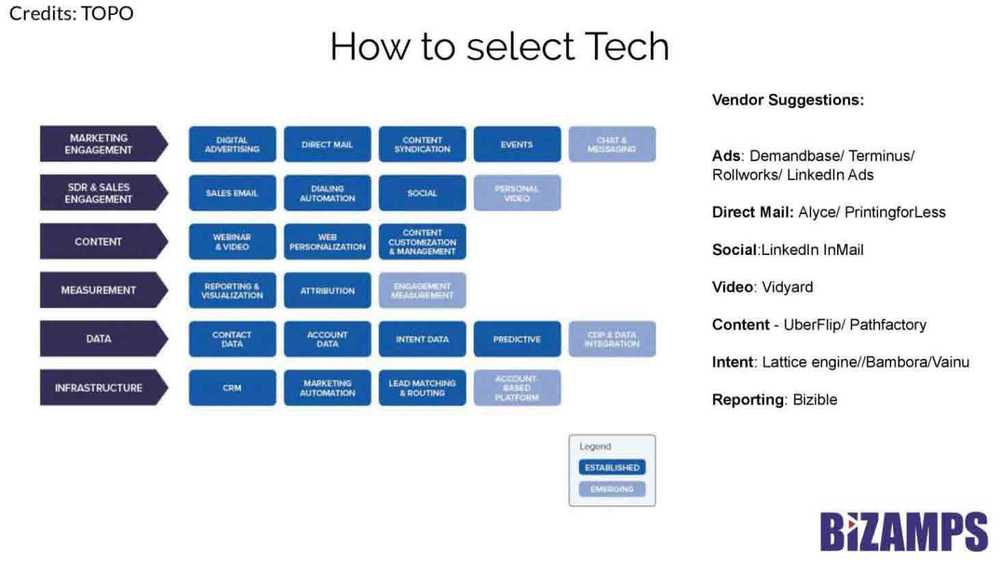 Credits: TOPO
How to select Tech
MARKETING
ENGAGEMENT
DIGITAL
ADVERTISING
DIRECT MAIL
CONTENT
SYNDICATION
EVENTS
CHAT &
MESSAGING
SDR & SALES
ENGAGEMENT
SALES EMAIL
DIALING
AUTOMATION
SOCIAL
PERSONAL
VIDEO
CONTENT
WEBINAR
& VIDEO
WEB
PERSONALIZATION
CONTENT
CUSTOMIZATION
& MANAGEMENT
MEASUREMENT
REPORTING &
VISUALIZATION
ATTRIBUTION
ENGAGEMENT
MEASUREMENT
DATA
CONTACT
DATA
ACCOUNT
DATA
INTENT DATA
PREDICTIVE
CDP & DATA
INTEGRATION
INFRASTRUCTURE
CRM
MARKETING
AUTOMATION
LEAD MATCHING
& ROUTING
ACCOUNT-
BASED
PLATFORM
Legend
ESTABLISHED
EMERGING
Vendor Suggestions:
Ads: Demandbase/ Terminus/
Rollworks/ LinkedIn Ads
Direct Mail: Alyce/ PrintingforLess
Social:LinkedIn InMail
Video: Vidyard
Content - UberFlip/ Pathfactory
Intent: Lattice engine//Bambora/Vainu
Reporting: Bizible
BiZAMPS